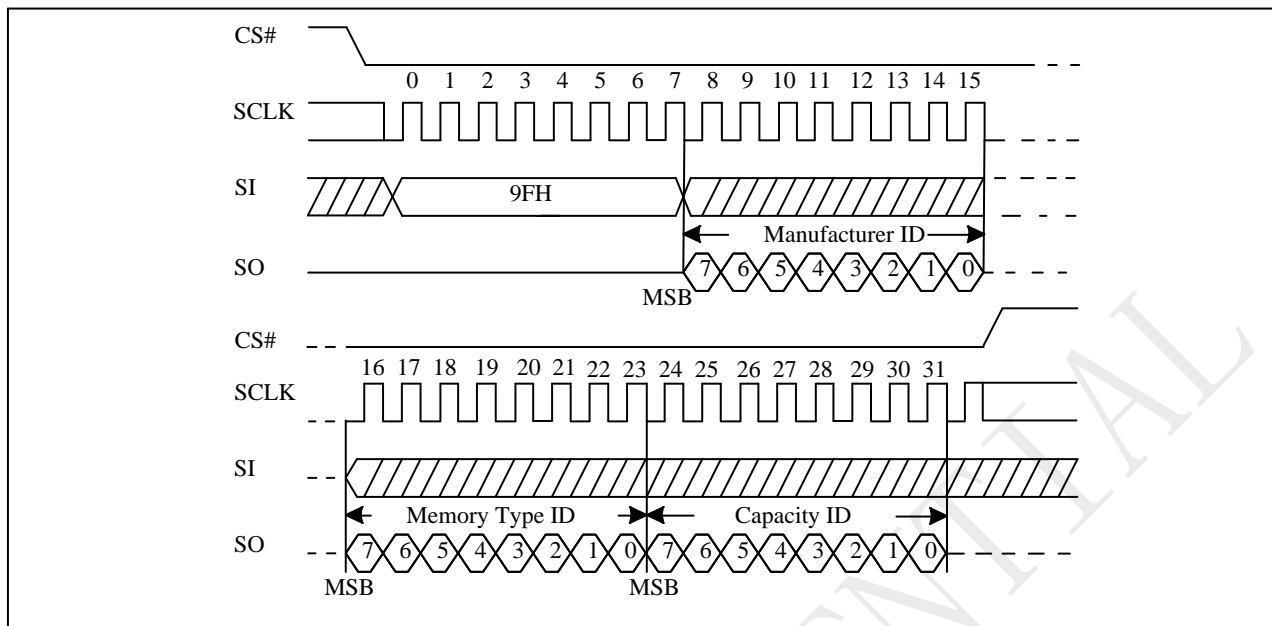 CS#
0 1 2 3 4 5 6 7 8 9 10 11 12 13 14 15
SCLK
SI
9FH
Manufacturer ID
SO
7 6 5 4 3 2 1 0
MSB
CS#
16 17 18 19 20 21 22 23 24 25 26 27 28 29 30 31
SCLK
SI
Memory Type ID Capacity ID
SO
7 6 5 4 3 2 1 0 7 6 5 4 3 2 1 0
MSB MSB
NTIAL